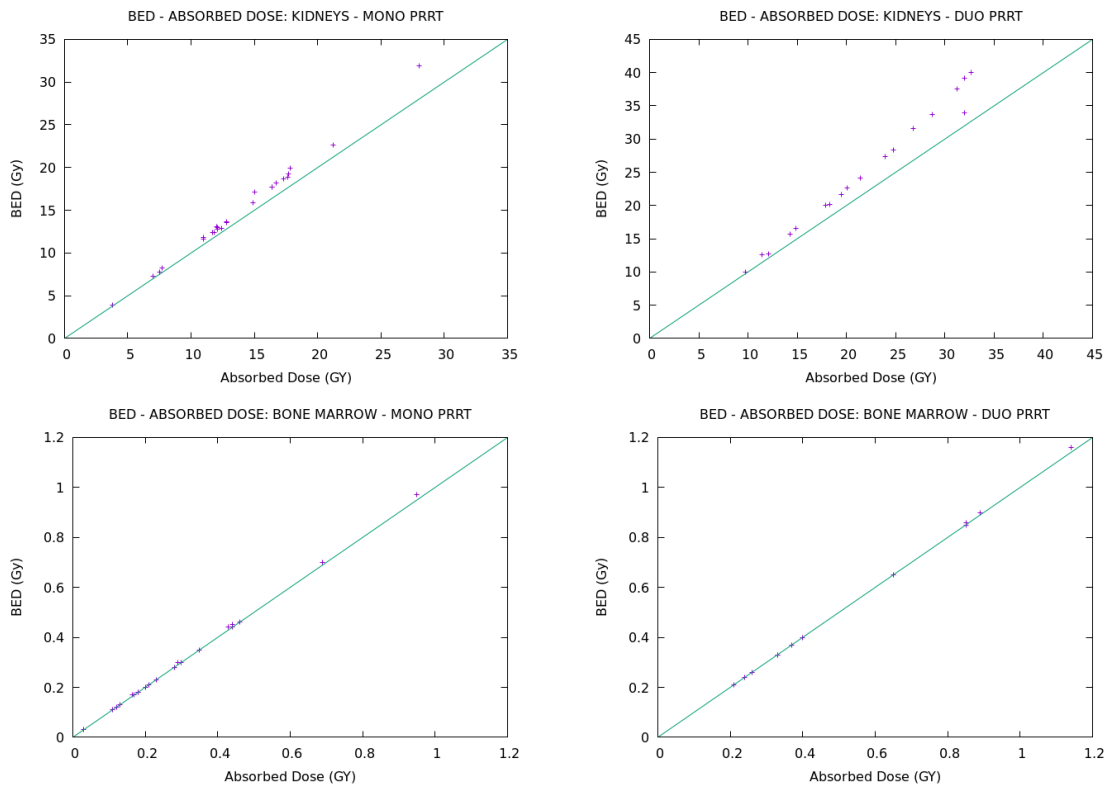 BED - ABSORBED DOSE: KIDNEYS - MONO PRRT
35
30
25
20
15
10
5
0
BED (Gy)
0 5 10 15 20 25 30 35
Absorbed Dose (GY)
BED - ABSORBED DOSE: KIDNEYS - DUO PRRT
45
40
35
30
25
20
15
10
5
0
BED (Gy)
0 5 10 15 20 25 30 35 40 45
Absorbed Dose (GY)
BED - ABSORBED DOSE: BONE MARROW - MONO PRRT
1.2
1
0.8
0.6
0.4
0.2
0
BED (Gy)
0 0.2 0.4 0.6 0.8 1 1.2
Absorbed Dose (GY)
BED - ABSORBED DOSE: BONE MARROW - DUO PRRT
1.2
1
0.8
0.6
0.4
0.2
0
BED (Gy)
0 0.2 0.4 0.6 0.8 1 1.2
Absorbed Dose (GY)